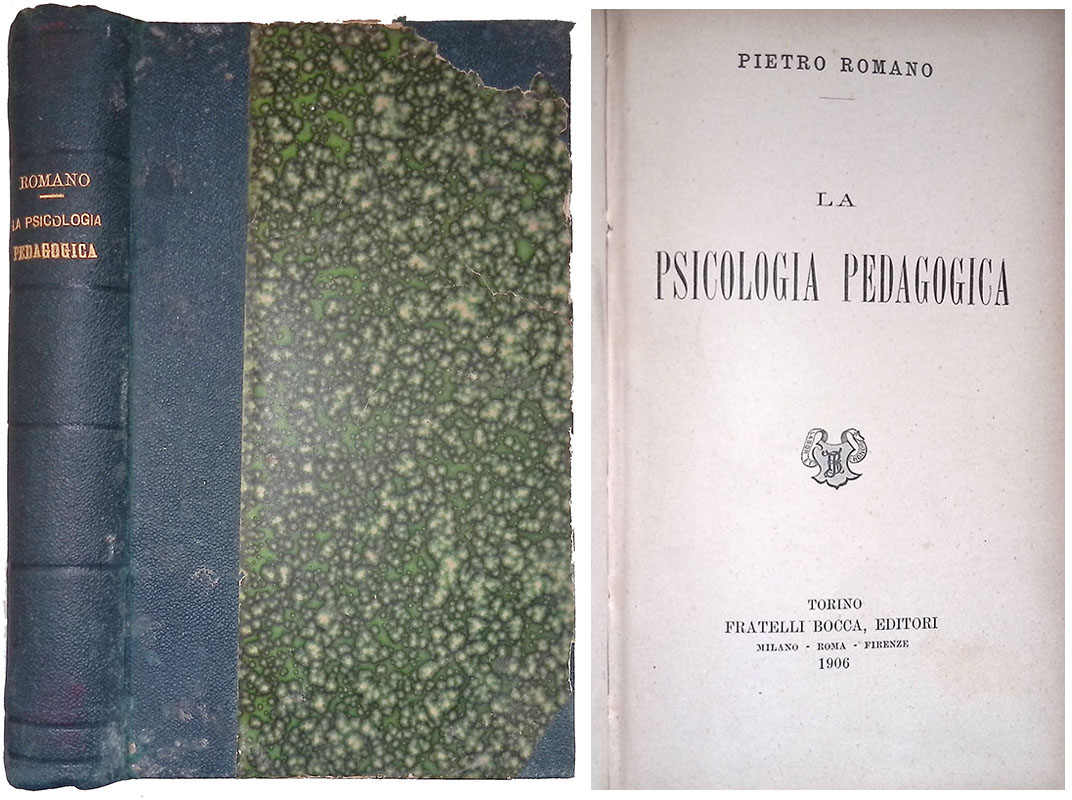 ROMANO
LA PSICOLOGIA
PEDAGOGICA
PIETRO ROMANO
LA
PSICOLOGIA PEDAGOGICA
TORINO
FRATELLI BOCCA, EDITORI
MILANO - ROMA - FIRENZE
1906